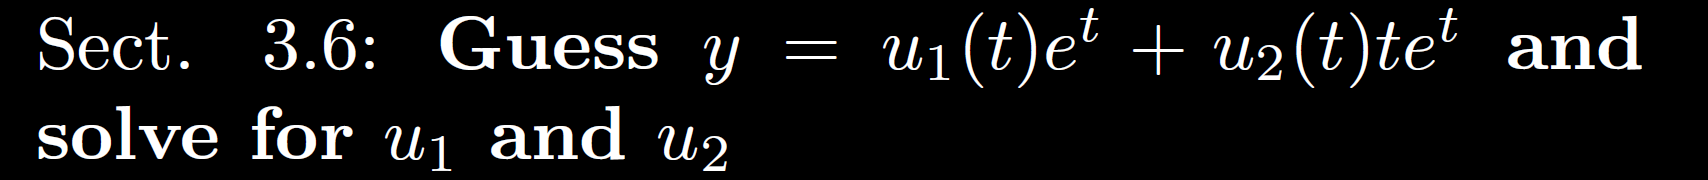 Sect. 3.6: Guess y = u₁(t)eᵗ + u₂(t)teᵗ and
solve for u₁ and u₂